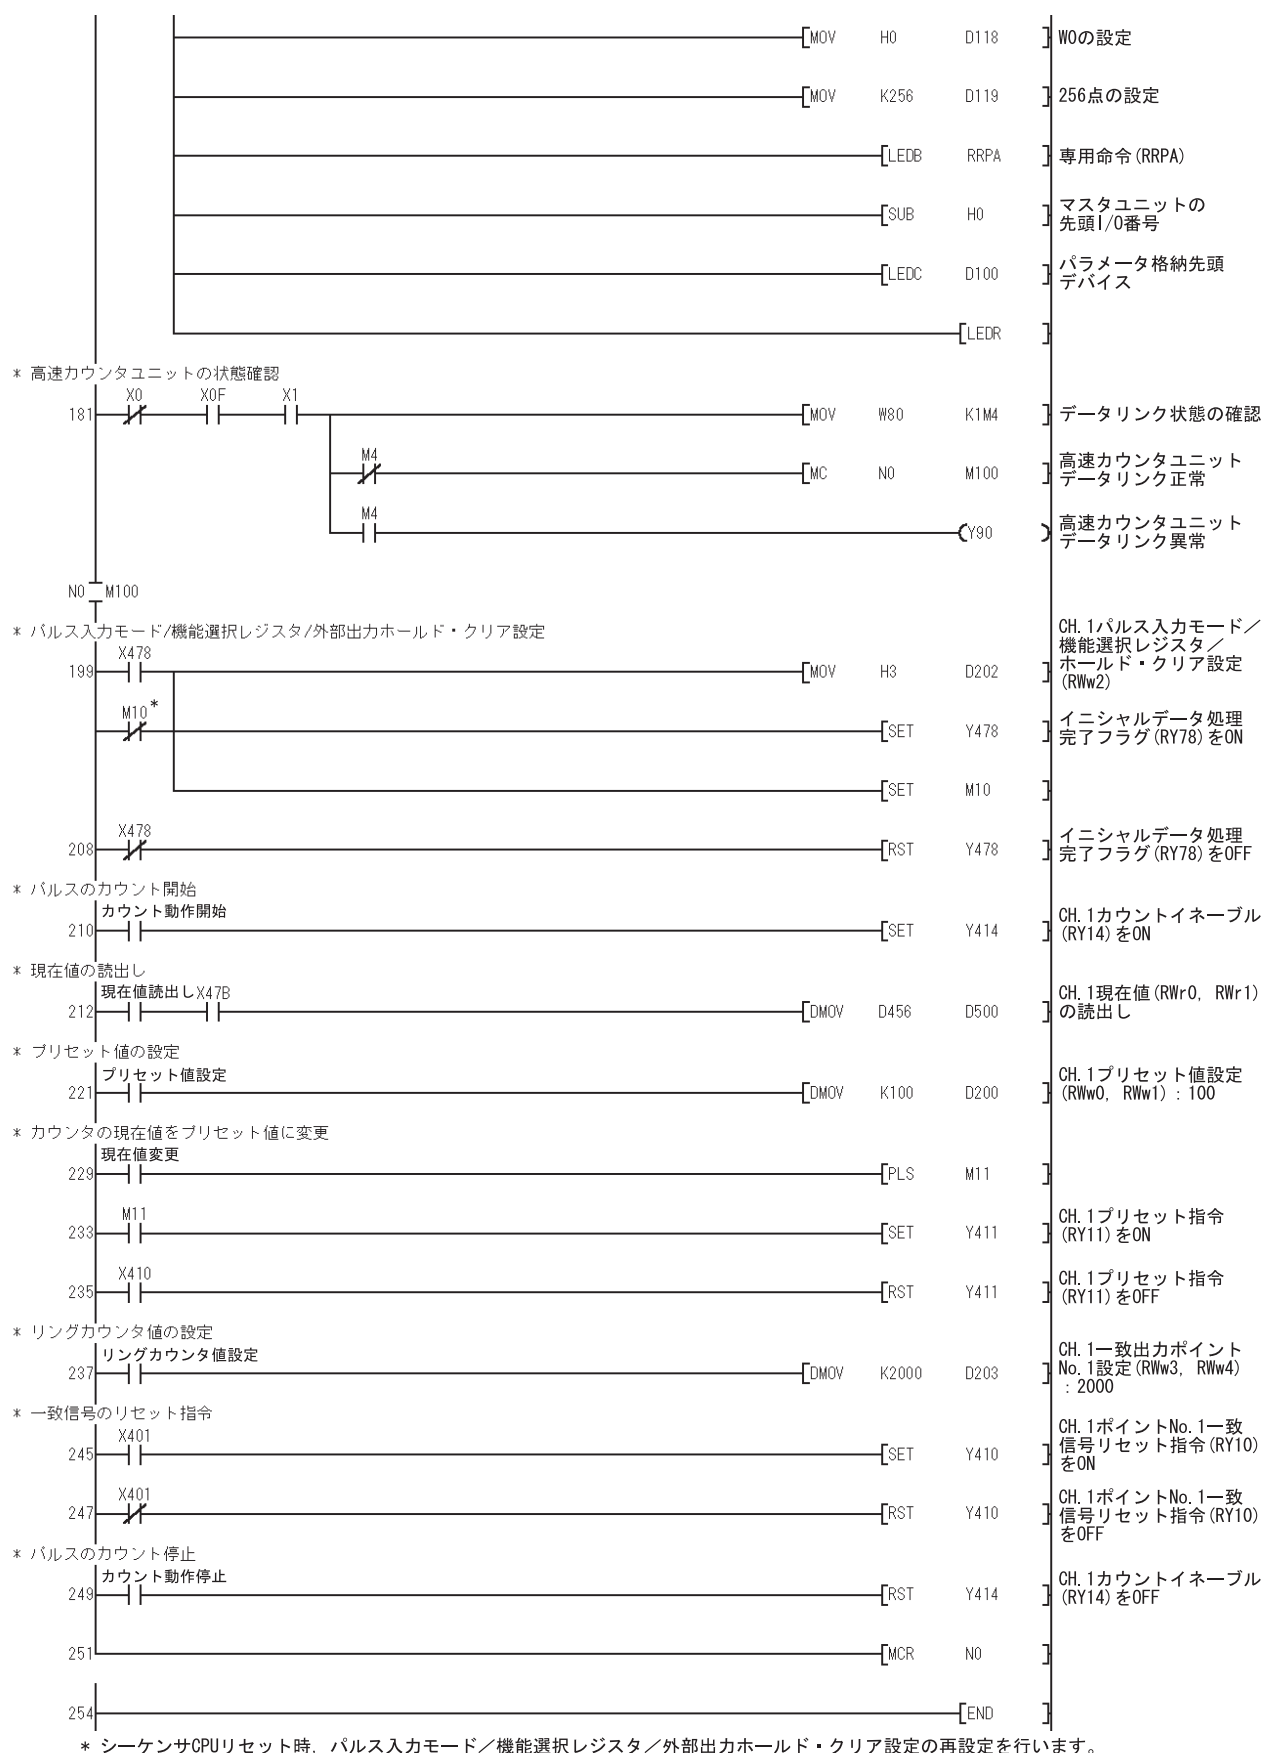 MOV H0 D118 W0の設定
MOV K256 D119 256点の設定
LEDB RRPA 専用命令(RRPA)
SUB H0 マスタユニットの
先頭I/O番号
LEDC D100 パラメータ格納先頭
デバイス
LEDR
* 高速カウンタユニットの状態確認
X0 X0F X1
181 MOV W80 K1M4 データリンク状態の確認
M4
MC N0 M100 高速カウンタユニット
データリンク正常
M4
Y90 高速カウンタユニット
データリンク異常
N0 M100
* パルス入力モード/機能選択レジスタ/外部出力ホールド・クリア設定
X478
199 MOV H3 D202 CH.1パルス入力モード/
機能選択レジスタ/
ホールド・クリア設定
(RWw2)
M10 *
SET Y478 イニシャルデータ処理
完了フラグ(RY78)をON
SET M10
X478
208 RST Y478 イニシャルデータ処理
完了フラグ(RY78)をOFF
* パルスのカウント開始
カウント動作開始
210 SET Y414 CH.1カウントイネーブル
(RY14)をON
* 現在値の読出し
現在値読出し X47B
212 DMOV D456 D500 CH.1現在値(RWr0, RWr1)
の読出し
* プリセット値の設定
プリセット値設定
221 DMOV K100 D200 CH.1プリセット値設定
(RWw0, RWw1) : 100
* カウンタの現在値をプリセット値に変更
現在値変更
229 PLS M11
M11
233 SET Y411 CH.1プリセット指令
(RY11)をON
X410
235 RST Y411 CH.1プリセット指令
(RY11)をOFF
* リングカウンタ値の設定
リングカウンタ値設定
237 DMOV K2000 D203 CH.1一致出力ポイント
No.1設定(RWw3, RWw4)
: 2000
* 一致信号のリセット指令
X401
245 SET Y410 CH.1ポイントNo.1一致
信号リセット指令(RY10)
をON
X401
247 RST Y410 CH.1ポイントNo.1一致
信号リセット指令(RY10)
をOFF
* パルスのカウント停止
カウント動作停止
249 RST Y414 CH.1カウントイネーブル
(RY14)をOFF
251 MCR N0
254 END
* シーケンサCPUリセット時, パルス入力モード/機能選択レジスタ/外部出力ホールド・クリア設定の再設定を行います。